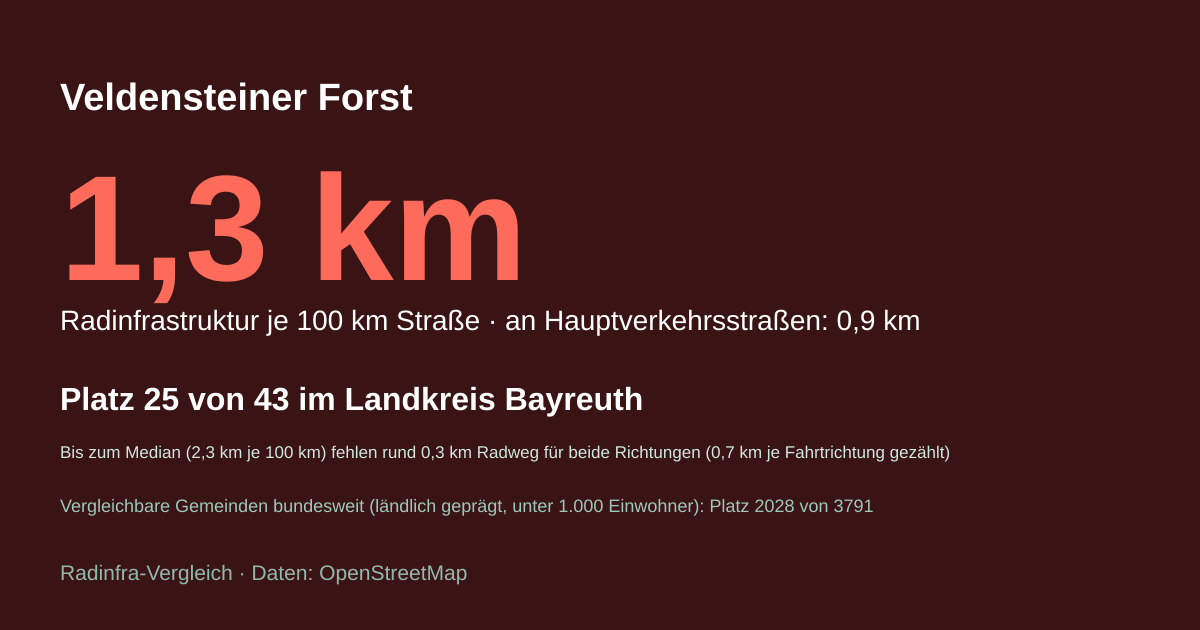 Veldensteiner Forst
1,3 km
Radinfrastruktur je 100 km Straße · an Hauptverkehrsstraßen: 0,9 km
Platz 25 von 43 im Landkreis Bayreuth
Bis zum Median (2,3 km je 100 km) fehlen rund 0,3 km Radweg für beide Richtungen (0,7 km je Fahrtrichtung gezählt)
Vergleichbare Gemeinden bundesweit (ländlich geprägt, unter 1.000 Einwohner): Platz 2028 von 3791
Radinfra-Vergleich · Daten: OpenStreetMap